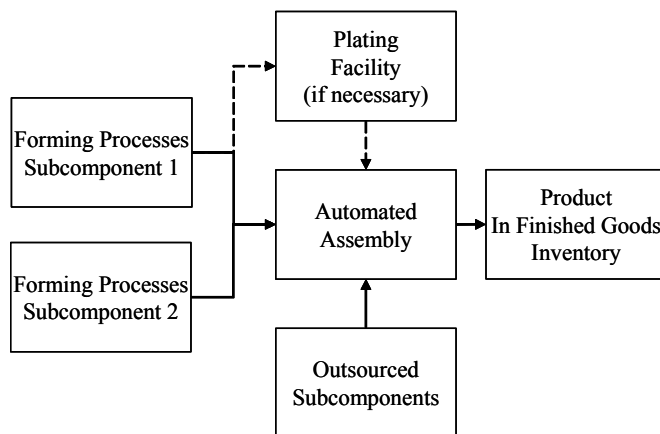 Plating
Facility
(if necessary)
Forming Processes
Subcomponent 1
Automated
Assembly
Product
In Finished Goods
Inventory
Forming Processes
Subcomponent 2
Outsourced
Subcomponents